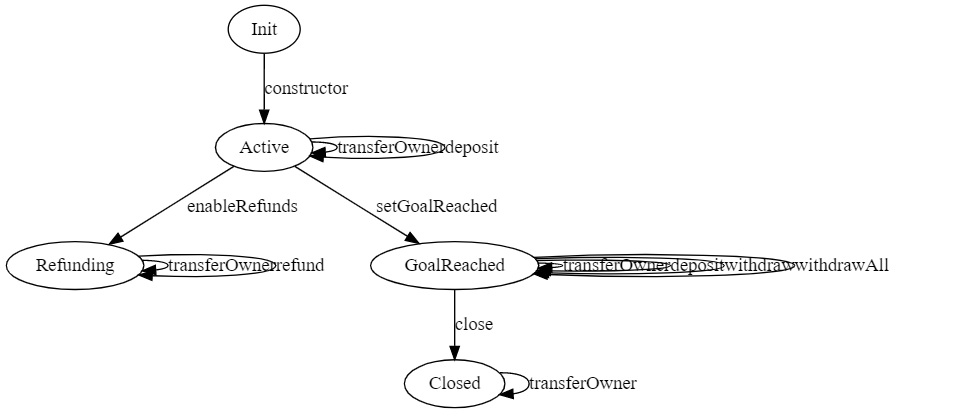 Init
constructor
Active
transferOwner
deposit
enableRefunds
setGoalReached
Refunding
transferOwner
refund
GoalReached
transferOwner
deposit
withdraw
withdrawAll
close
Closed
transferOwner